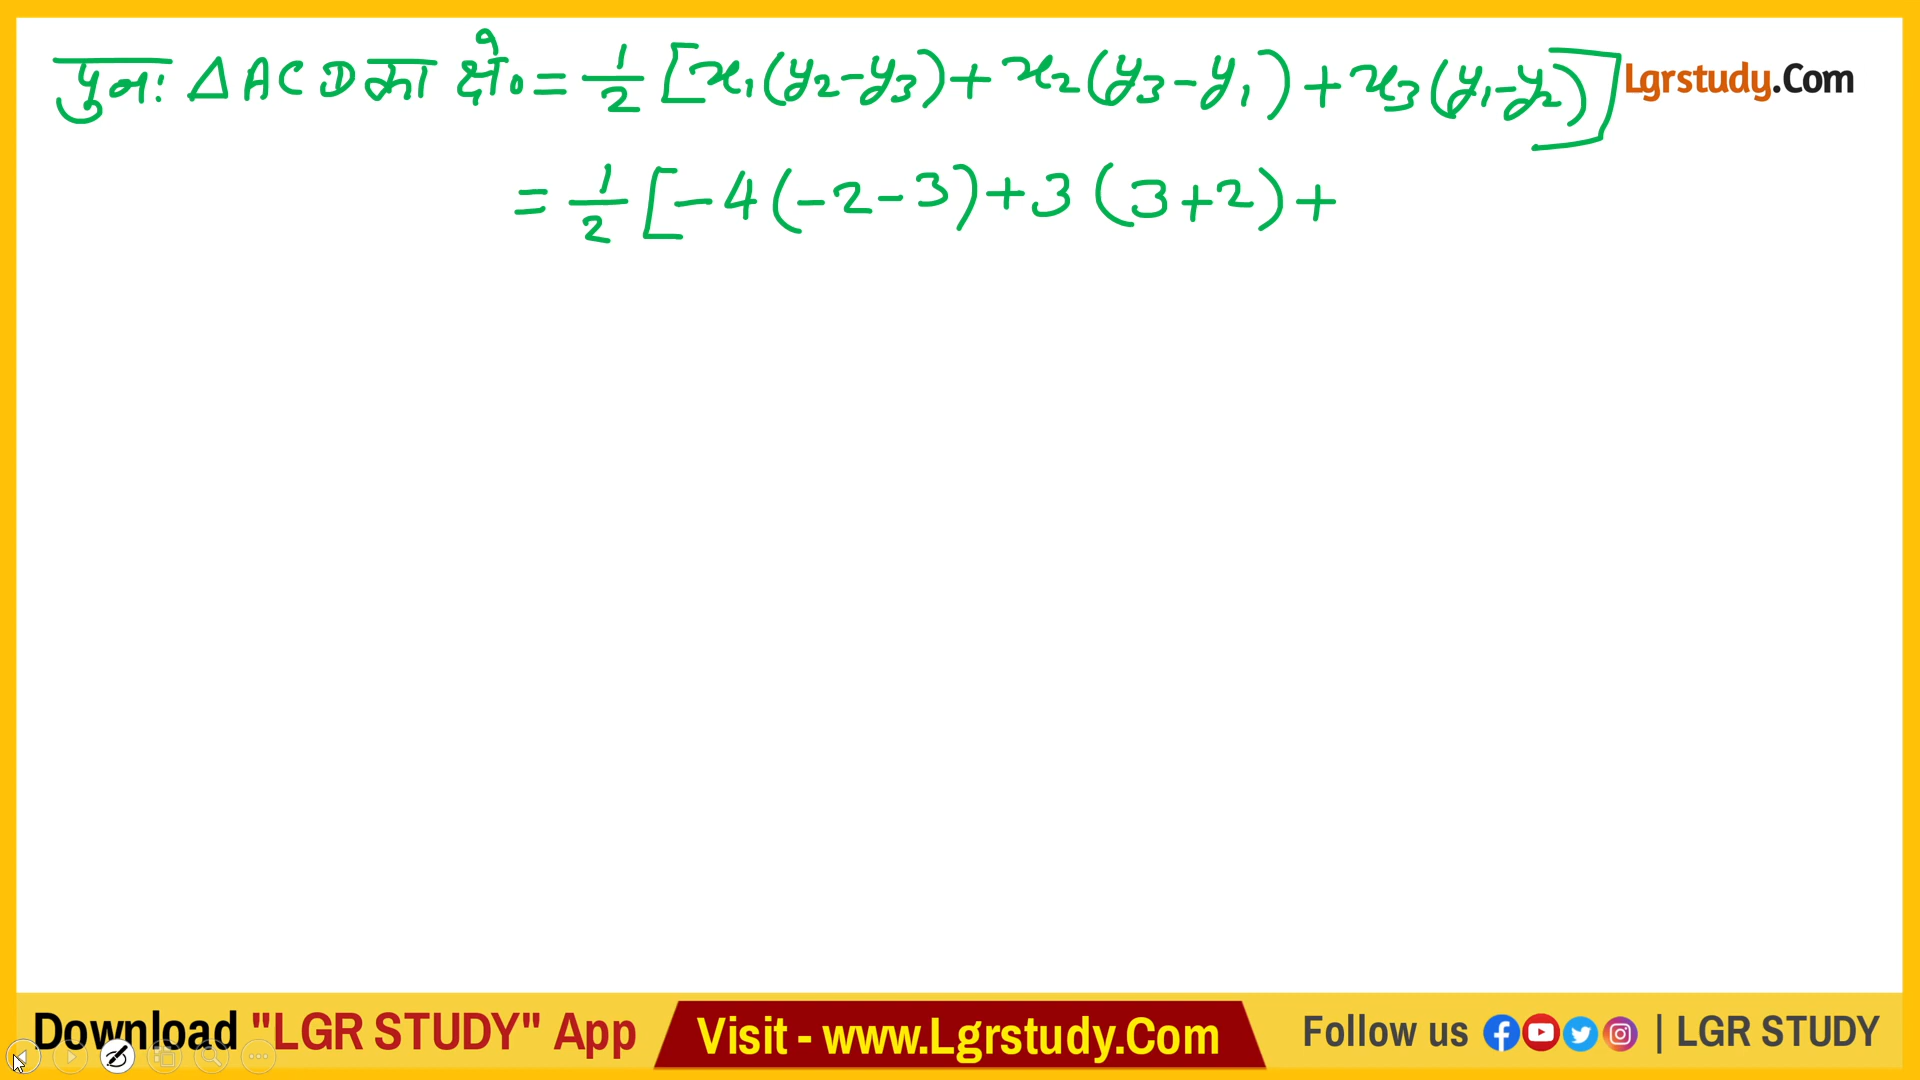 पुनः △ACD का क्षे० = 1/2 [x₁(y₂-y₃) + x₂(y₃-y₁) + x₃(y₁-y₂)]
Lgrstudy.Com
= 1/2 [-4(-2-3)+3(3+2)+
Download "LGR STUDY" App
Visit - www.Lgrstudy.Com
Follow us | LGR STUDY